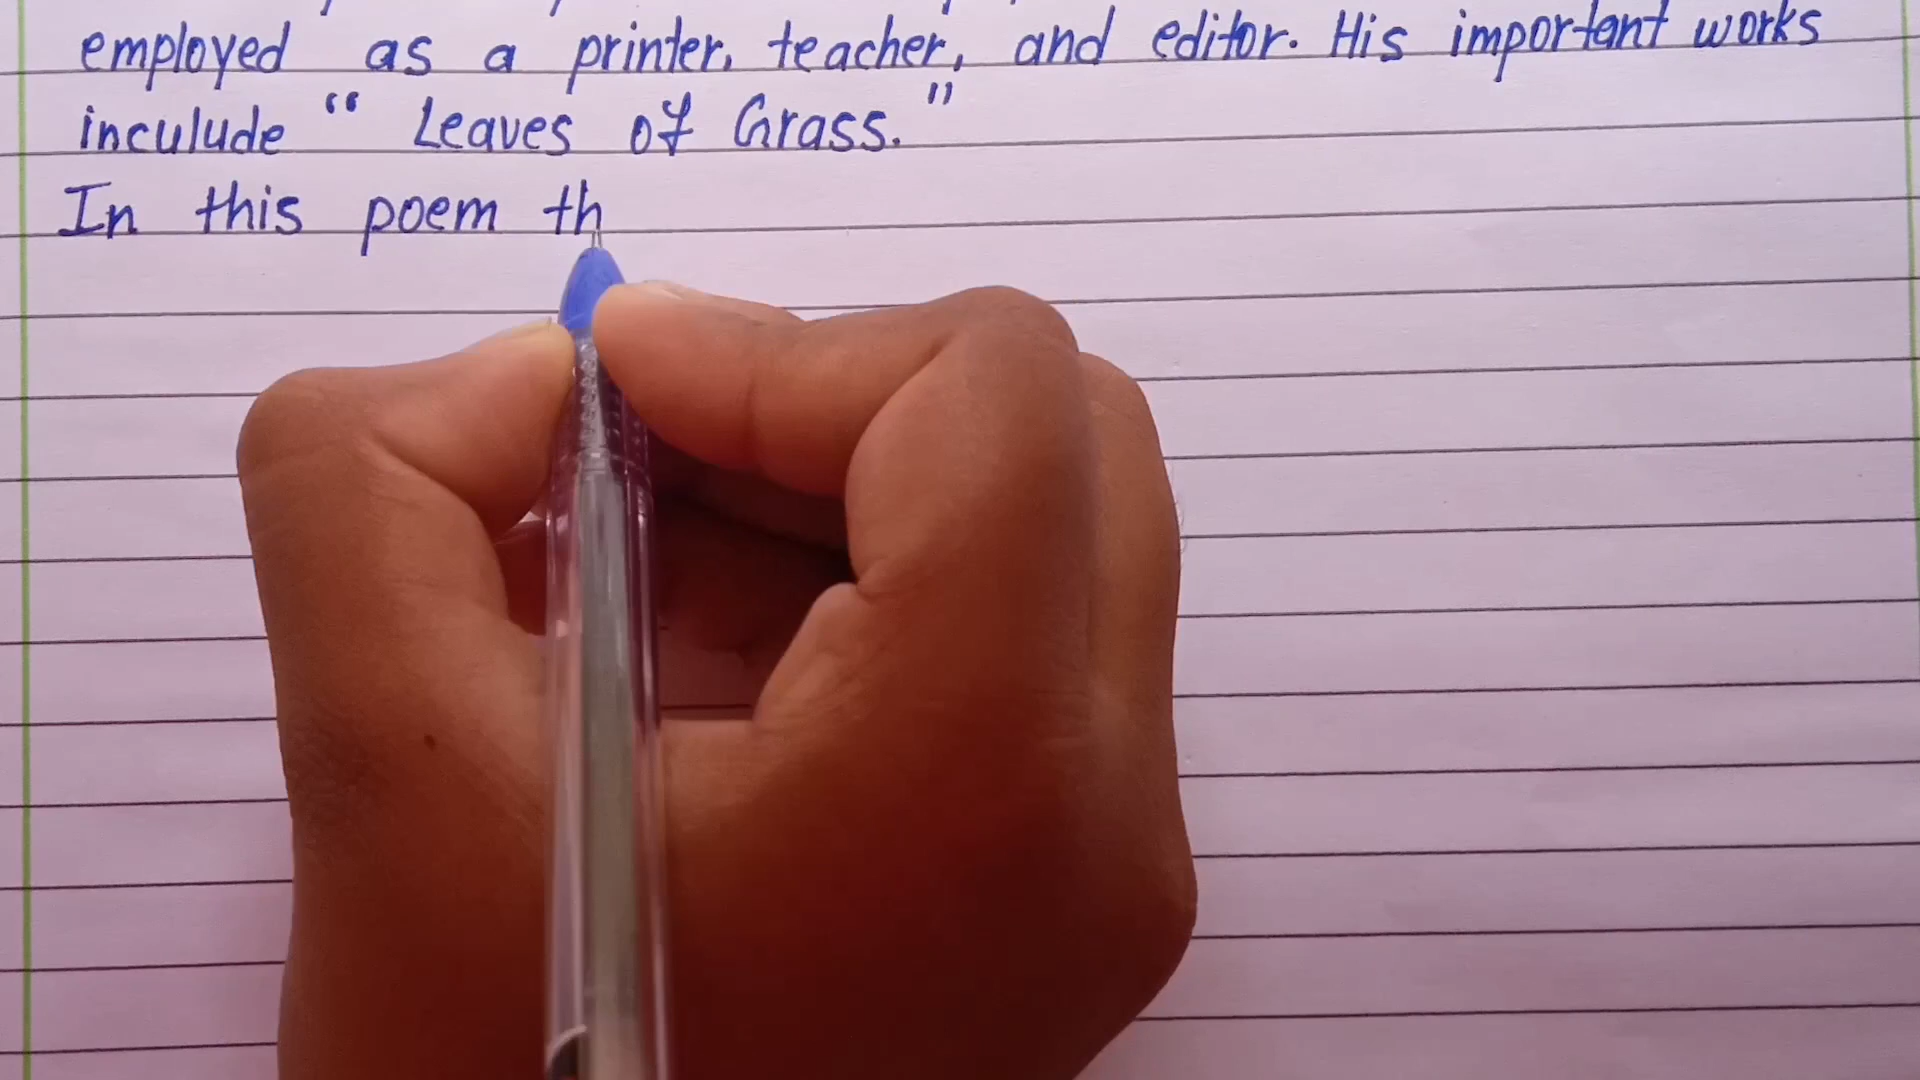 employed as a printer, teacher, and editor. His important works
inculude “ Leaves of Grass.”
In this poem th